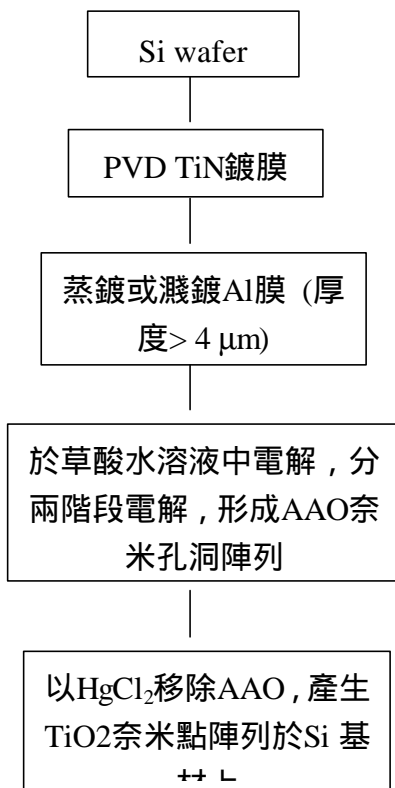 Si wafer
PVD TiN鍍膜
蒸鍍或濺鍍Al膜 (厚
度> 4 μm)
於草酸水溶液中電解，分
兩階段電解，形成AAO奈
米孔洞陣列
以HgCl₂移除AAO，產生
TiO2奈米點陣列於Si 基